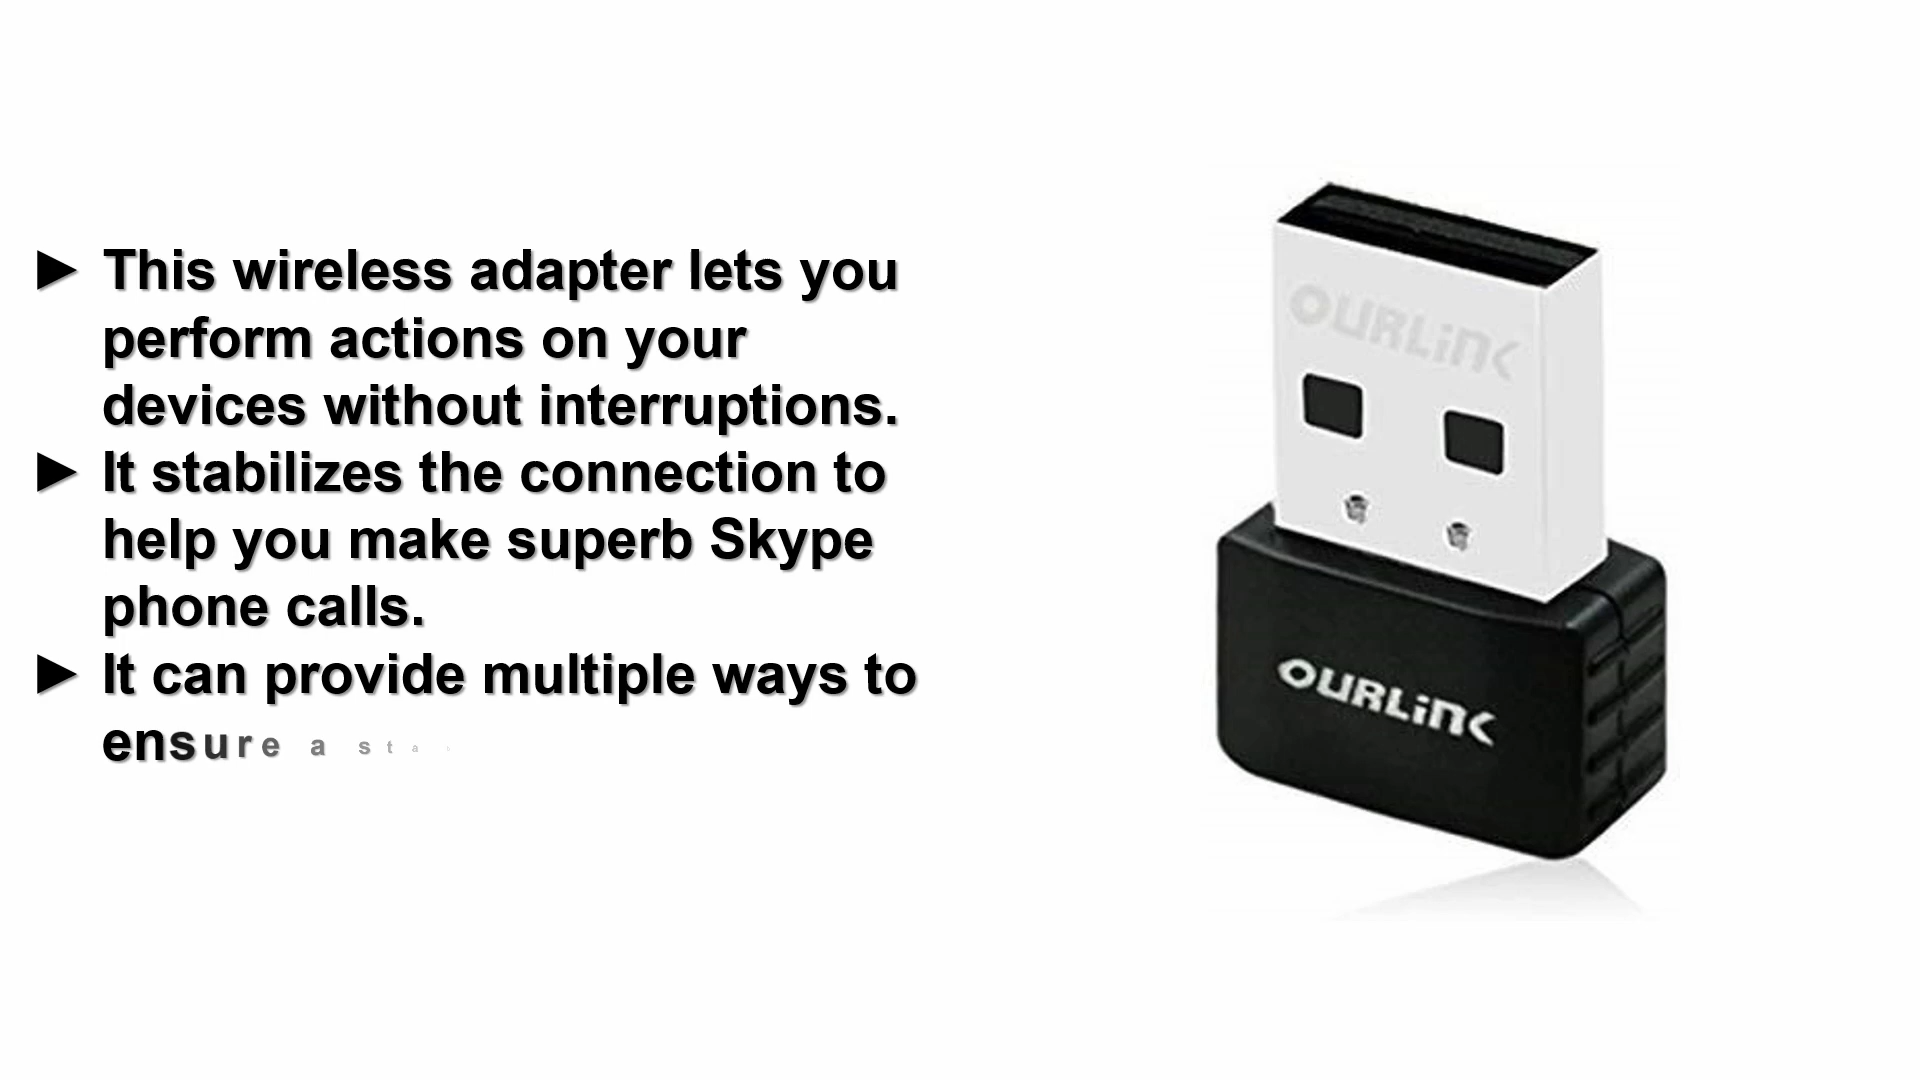 ► This wireless adapter lets you
perform actions on your
devices without interruptions.
► It stabilizes the connection to
help you make superb Skype
phone calls.
► It can provide multiple ways to
ensure a sta
OURLiNK
OURLiNK